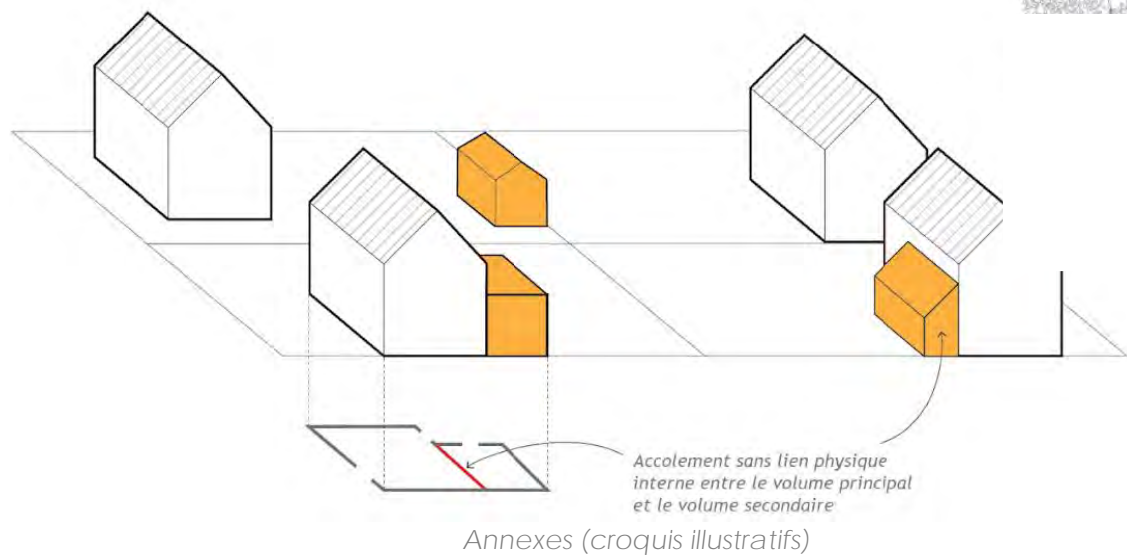 Accolement sans lien physique
interne entre le volume principal
et le volume secondaire
Annexes (croquis illustratifs)